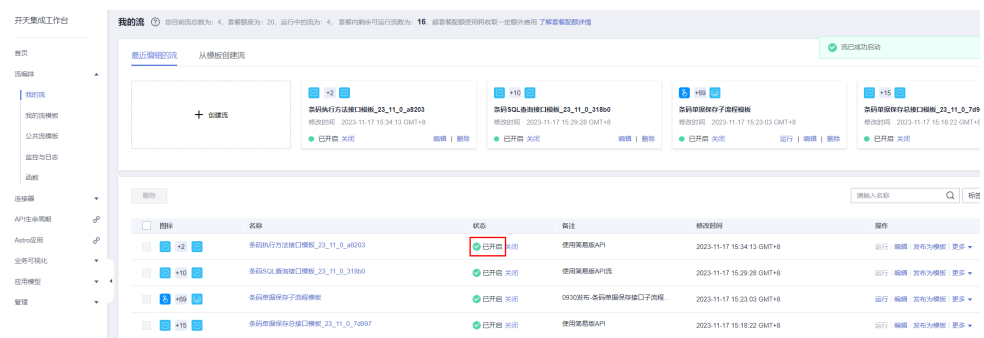 开天集成工作台
首页
流编排
我的流
我的流模板
公共流模板
监控与日志
函数
连接器
API生命周期
Astro应用
业务可视化
应用模型
管理
我的流 您目前流总数为: 4, 套餐额度为: 20, 运行中的流为: 4, 套餐内剩余可运行流数为: 16, 超套餐配额使用将收取一定额外费用 了解套餐配额详情
流已成功启动
最近编辑的流 从模板创建流
+ 创建流
+2
条码执行方法接口模板_23_11_0_a8203
修改时间 2023-11-17 15:34:13 GMT+8
已开启 关闭 编辑 | 删除
+10
条码SQL查询接口模板_23_11_0_318b0
修改时间 2023-11-17 15:29:28 GMT+8
已开启 关闭 编辑 | 删除
+69
条码单据保存子流程模板
修改时间 2023-11-17 15:23:03 GMT+8
已开启 关闭 运行 | 编辑 | 删除
+15
条码单据保存总接口模板_23_11_0_7d9
修改时间 2023-11-17 15:18:22 GMT+8
已开启 关闭
删除
请输入名称 标签
图标 名称 状态 备注 修改时间 操作
+2 条码执行方法接口模板_23_11_0_a8203 已开启 关闭 使用简易版API 2023-11-17 15:34:13 GMT+8 运行 编辑 发布为模板 更多
+10 条码SQL查询接口模板_23_11_0_318b0 已开启 关闭 使用简易版API流 2023-11-17 15:29:28 GMT+8 运行 编辑 发布为模板 更多
+69 条码单据保存子流程模板 已开启 关闭 0930发布-条码单据保存接口子流程... 2023-11-17 15:23:03 GMT+8 运行 编辑 发布为模板 更多
+15 条码单据保存总接口模板_23_11_0_7d997 已开启 关闭 使用简易版API 2023-11-17 15:18:22 GMT+8 运行 编辑 发布为模板 更多